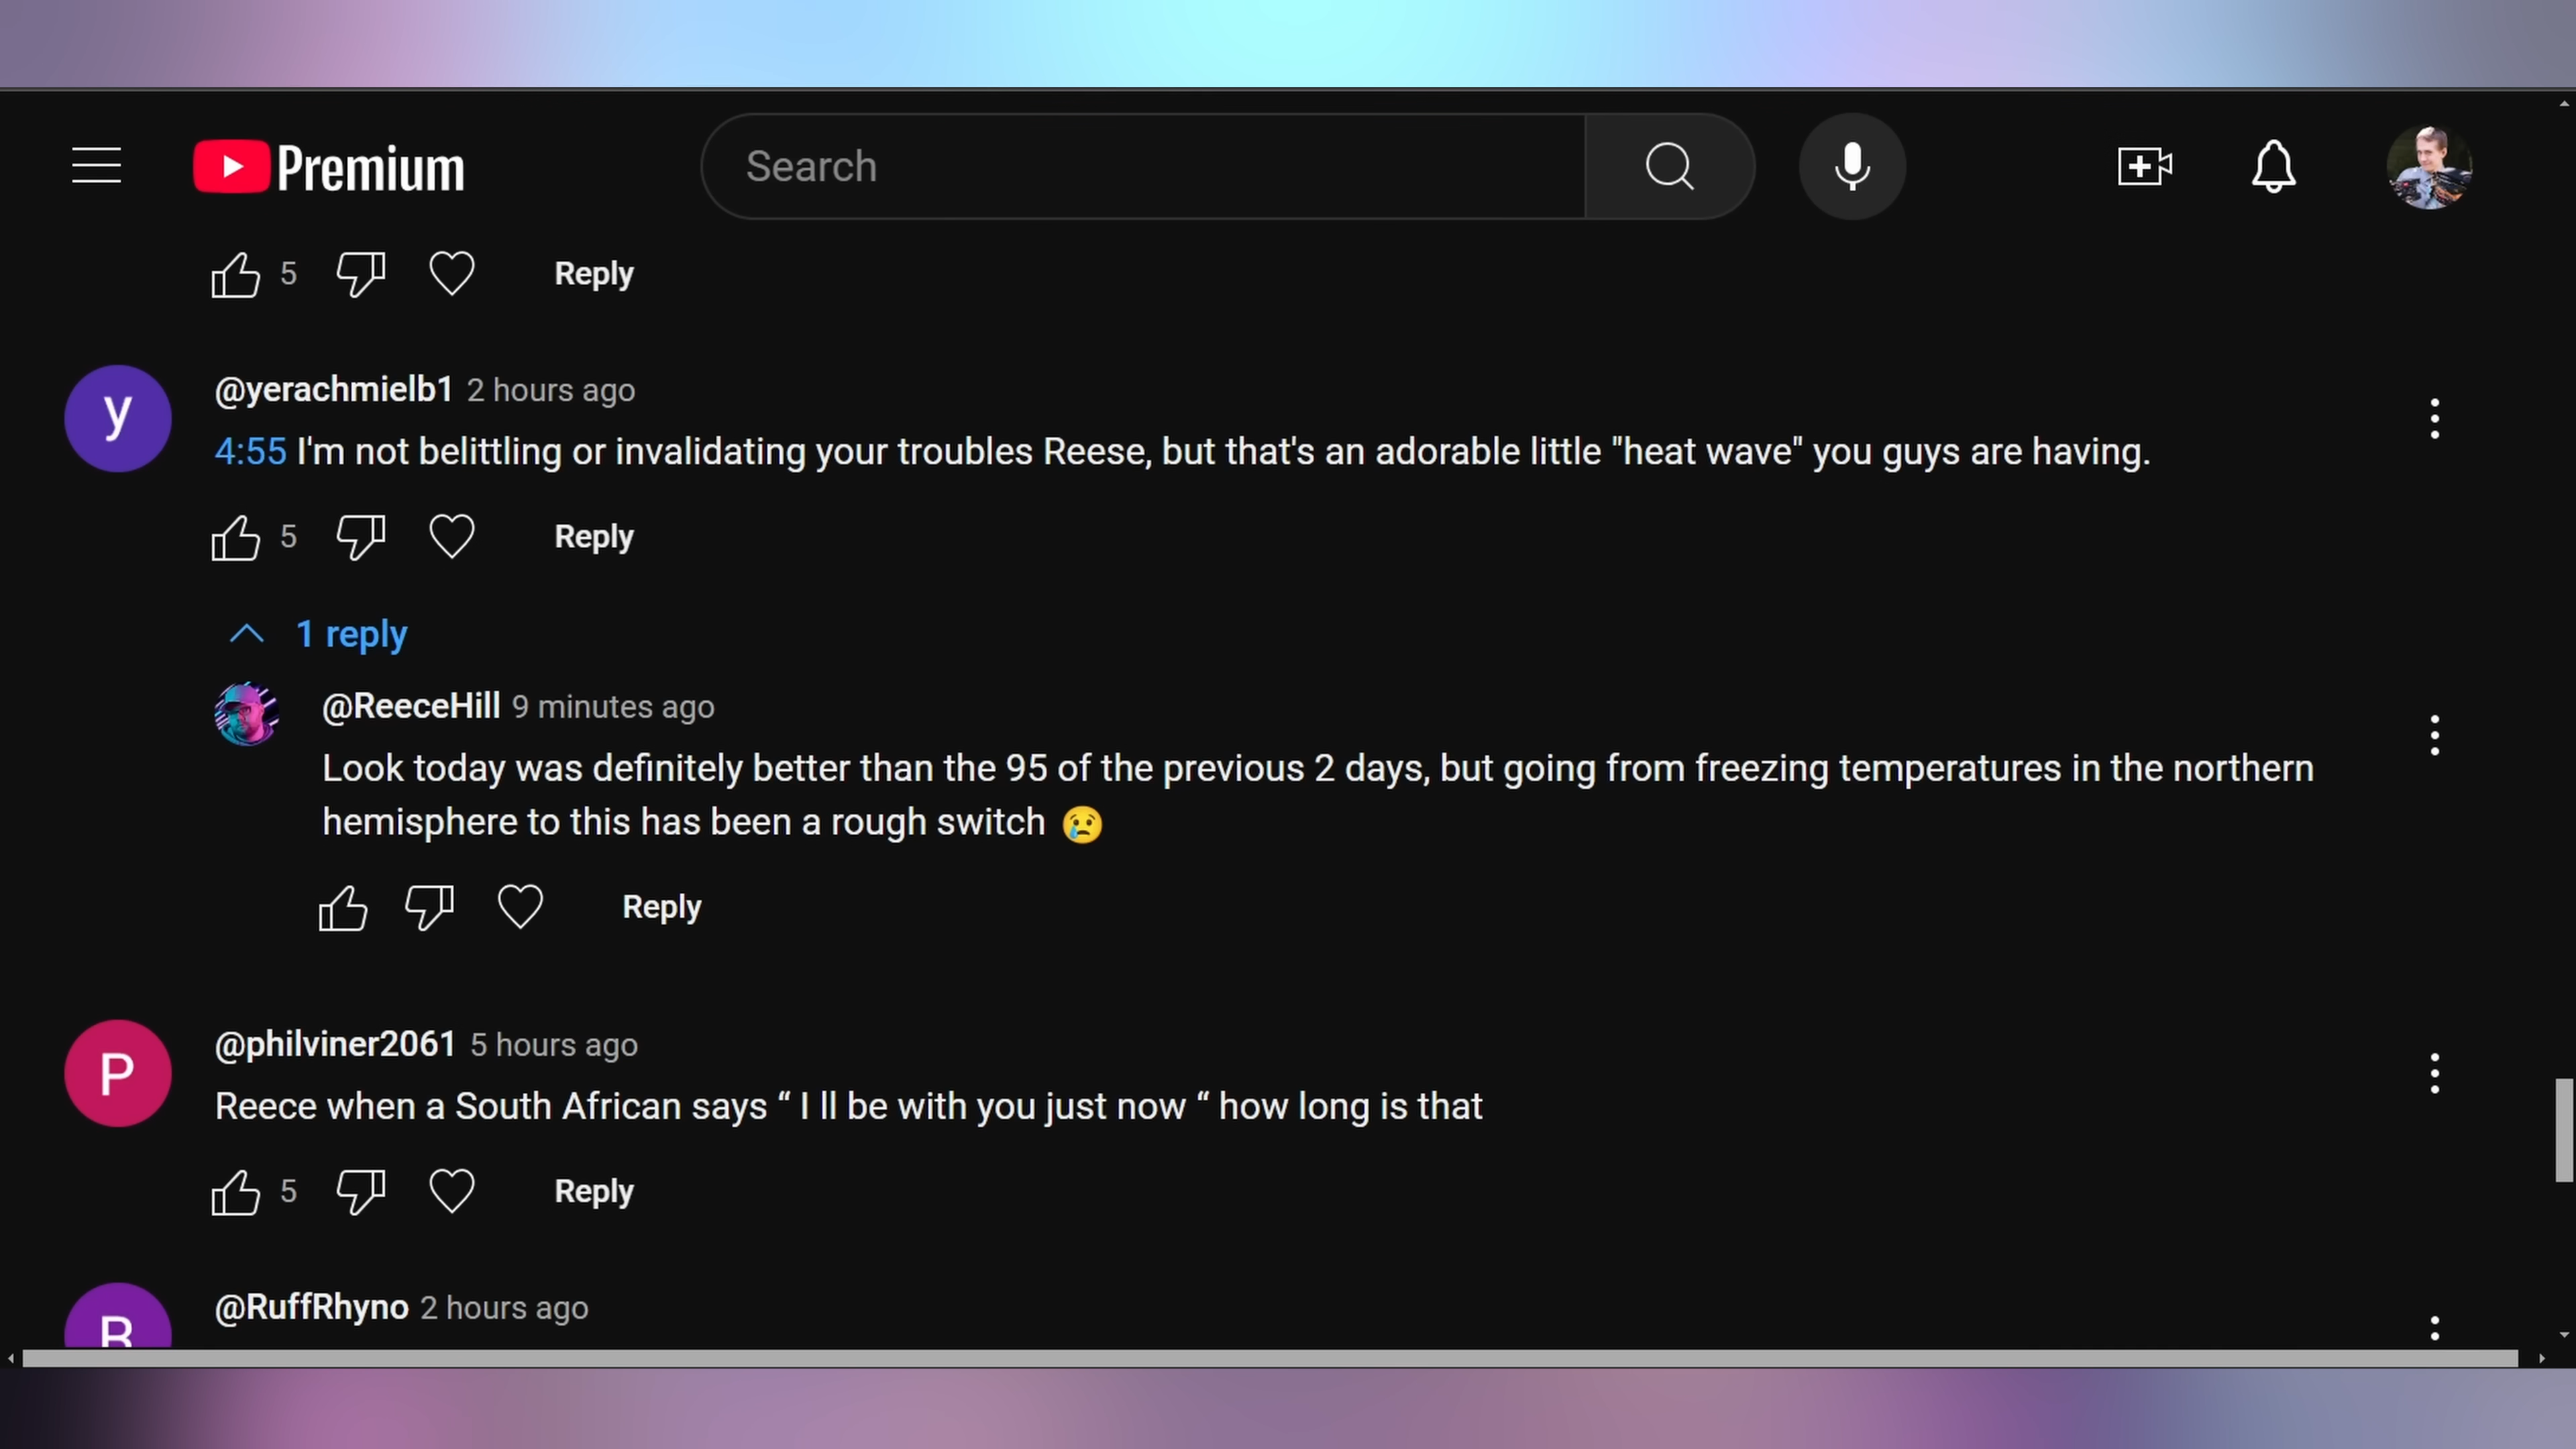 Premium
Search
5
Reply
y
@yerachmielb1 2 hours ago
4:55 I'm not belittling or invalidating your troubles Reese, but that's an adorable little "heat wave" you guys are having.
5
Reply
1 reply
@ReeceHill 9 minutes ago
Look today was definitely better than the 95 of the previous 2 days, but going from freezing temperatures in the northern
hemisphere to this has been a rough switch 😢
Reply
P
@philviner2061 5 hours ago
Reece when a South African says “ I ll be with you just now “ how long is that
5
Reply
R
@RuffRhyno 2 hours ago